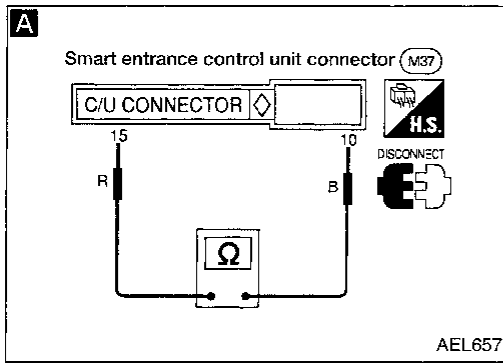 A
Smart entrance control unit connector M37
C/U CONNECTOR
H.S.
15
10
DISCONNECT
R
B
Ω
AEL657